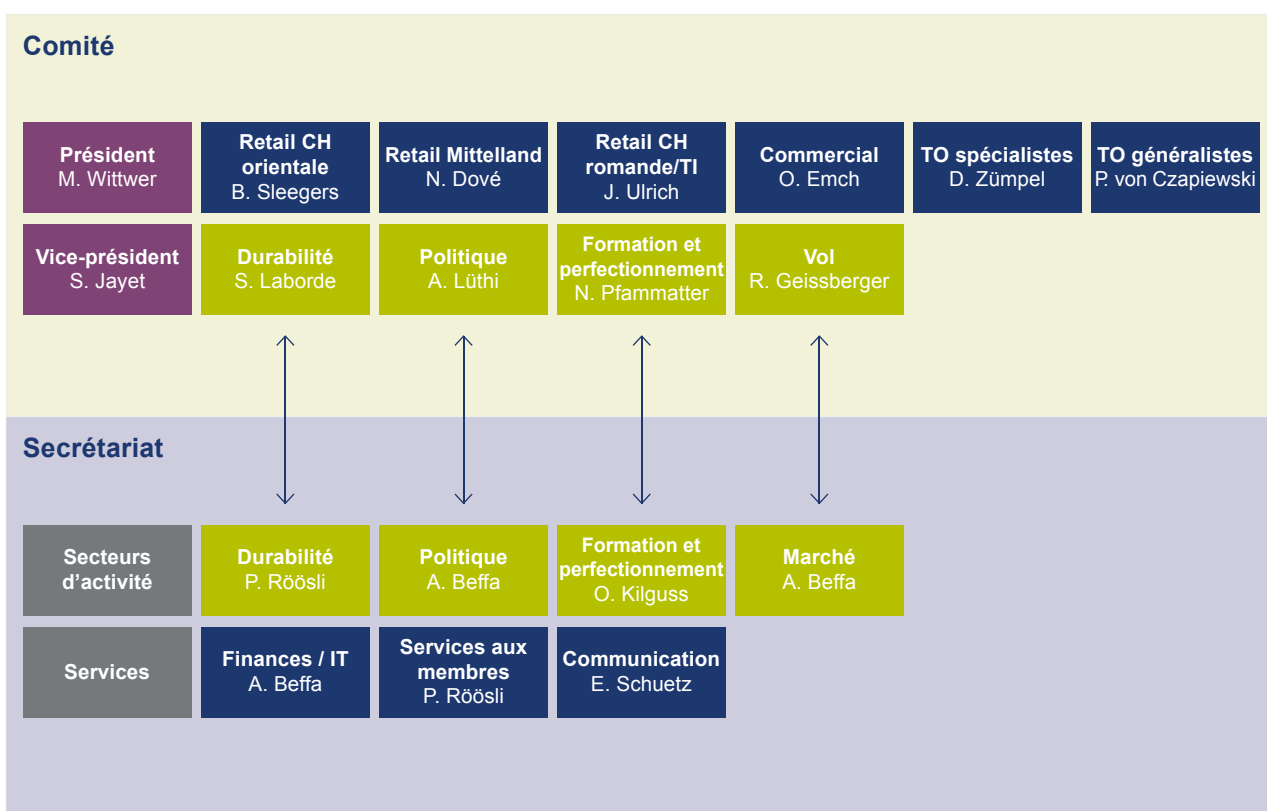 Comité
Président
M. Wittwer
Retail CH
orientale
B. Sleegers
Retail Mittelland
N. Dové
Retail CH
romande/TI
J. Ulrich
Commercial
O. Emch
TO spécialistes
D. Zümpel
TO généralistes
P. von Czapiewski
Vice-président
S. Jayet
Durabilité
S. Laborde
Politique
A. Lüthi
Formation et
perfectionnement
N. Pfammatter
Vol
R. Geissberger
Secrétariat
Secteurs
d’activité
Durabilité
P. Röösli
Politique
A. Beffa
Formation et
perfectionnement
O. Kilguss
Marché
A. Beffa
Services
Finances / IT
A. Beffa
Services aux
membres
P. Röösli
Communication
E. Schuetz